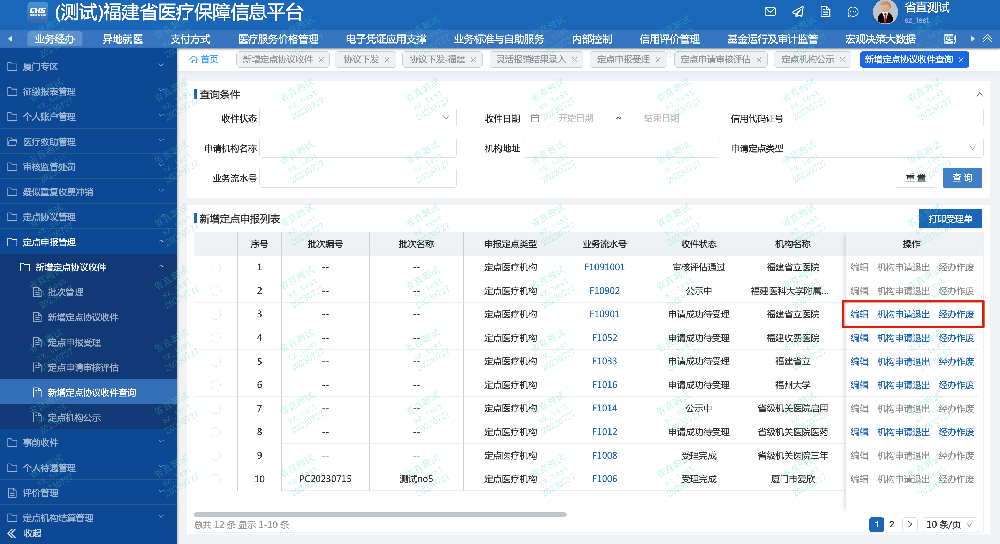 CHS
中国医疗保障
(测试)福建省医疗保障信息平台
省直测试
sz_test
业务经办 异地就医 支付方式 医疗服务价格管理 电子凭证应用支撑 业务标准与自助服务 内部控制 信用评价管理 基金运行及审计监管 宏观决策大数据
首页 新增定点协议收件 协议下发 协议下发-福建 灵活报销结果录入 定点申报受理 定点申请审核评估 定点机构公示 新增定点协议收件查询
厦门专区
征缴报表管理
个人账户管理
医疗救助管理
审核监管处罚
疑似重复收费冲销
定点协议管理
定点申报管理
新增定点协议收件
批次管理
新增定点协议收件
定点申报受理
定点申请审核评估
新增定点协议收件查询
定点机构公示
事前收件
个人待遇管理
评价管理
定点机构结算管理
收起
查询条件
收件状态 收件日期 开始日期 ~ 结束日期 信用代码证号
申请机构名称 机构地址 申请定点类型
业务流水号
重置 查询
新增定点申报列表 打印受理单
序号 批次编号 批次名称 申报定点类型 业务流水号 收件状态 机构名称 操作
1 -- -- 定点医疗机构 F1091001 审核评估通过 福建省立医院 编辑 机构申请退出 经办作废
2 -- -- 定点医疗机构 F10902 公示中 福建医科大学附属... 编辑 机构申请退出 经办作废
3 -- -- 定点医疗机构 F10901 申请成功待受理 福建省立医院 编辑 机构申请退出 经办作废
4 -- -- 定点医疗机构 F1052 申请成功待受理 福建收费医院 编辑 机构申请退出 经办作废
5 -- -- 定点医疗机构 F1033 申请成功待受理 福建省立 编辑 机构申请退出 经办作废
6 -- -- 定点医疗机构 F1016 申请成功待受理 福州大学 编辑 机构申请退出 经办作废
7 -- -- 定点医疗机构 F1014 公示中 省级机关医院启用 编辑 机构申请退出 经办作废
8 -- -- 定点医疗机构 F1012 申请成功待受理 省级机关医院医药 编辑 机构申请退出 经办作废
9 -- -- 定点医疗机构 F1008 受理完成 省级机关医院三年 编辑 机构申请退出 经办作废
10 PC20230715 测试no5 定点医疗机构 F1006 受理完成 厦门市爱欣 编辑 机构申请退出 经办作废
总共 12 条 显示 1-10 条
1 2 10 条/页
省直测试
sz_test
20230727